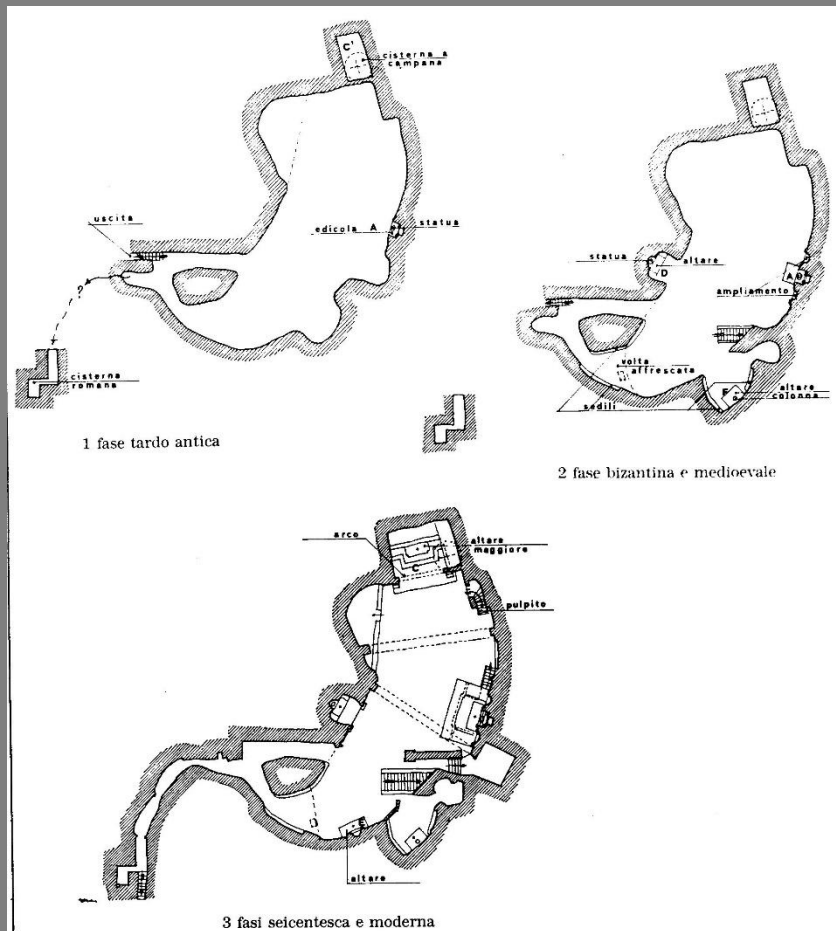 C'
cisterna a
campana
uscita
edicola A
statua
?
cisterna
romana
1 fase tardo antica
statua
altare
D
A
ampliamento
volta
affrescata
sedili
altare
colonna
2 fase bizantina e medioevale
arco
altare
maggiore
C
pulpito
altare
3 fasi seicentesca e moderna